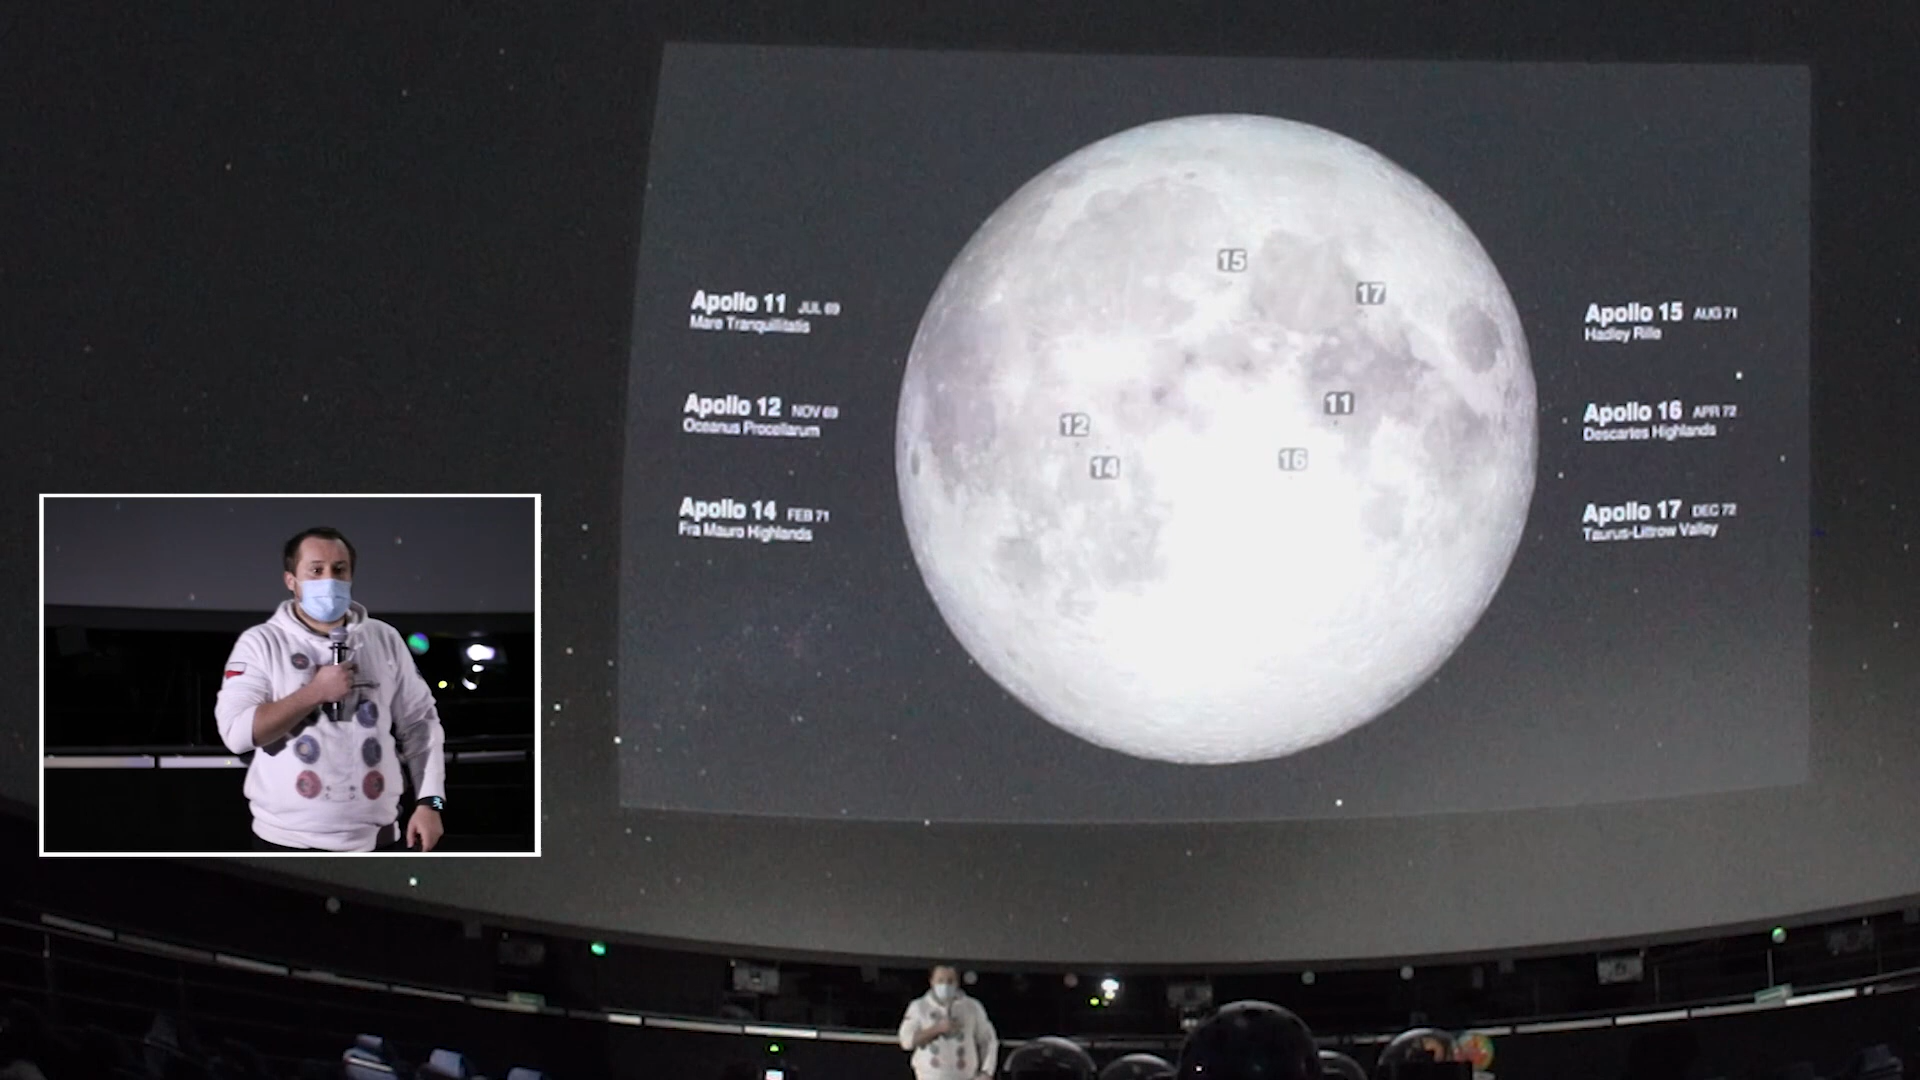 Apollo 11 JUL 69
Mare Tranquillitatis
Apollo 12 NOV 69
Oceanus Procellarum
Apollo 14 FEB 71
Fra Mauro Highlands
15
17
11
12
14
16
Apollo 15 AUG 71
Hadley Rille
Apollo 16 APR 72
Descartes Highlands
Apollo 17 DEC 72
Taurus-Littrow Valley